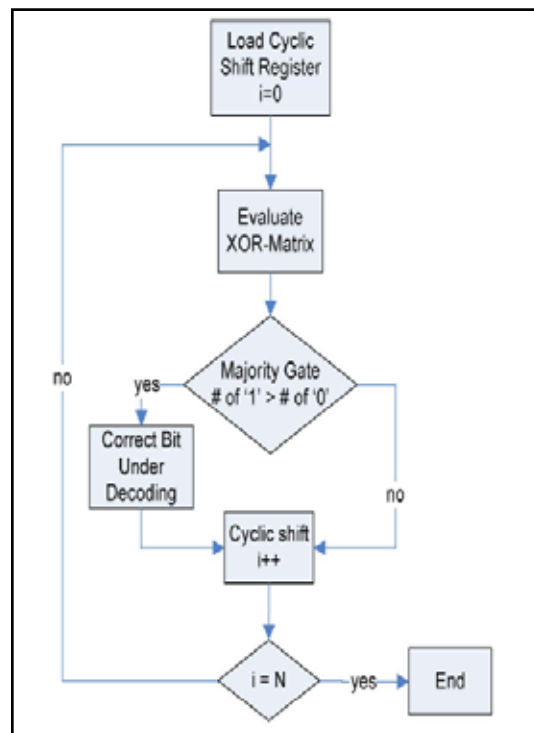 Load Cyclic
Shift Register
i=0
Evaluate
XOR-Matrix
Majority Gate
# of '1' > # of '0'
yes
no
no
Correct Bit
Under
Decoding
Cyclic shift
i++
i = N
yes
End